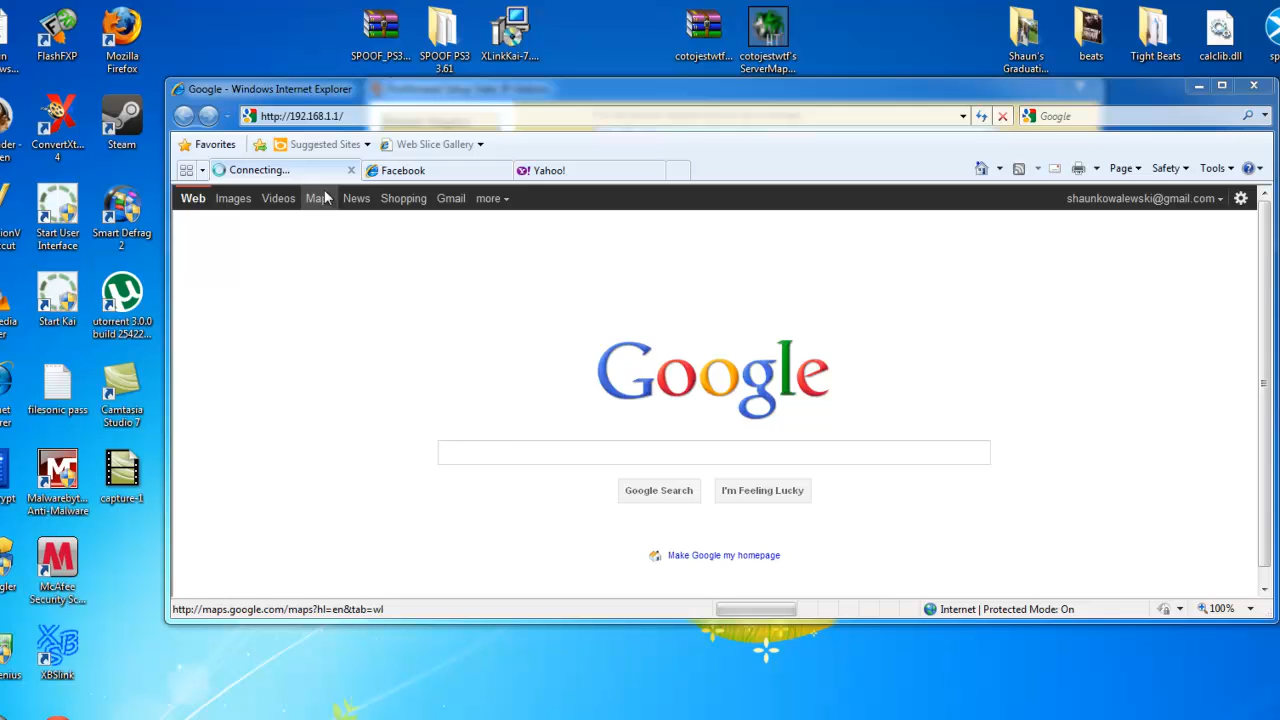 FlashFXP
Mozilla
Firefox
SPOOF_PS3...
SPOOF PS3
3.61
XLinkKai-7....
cotojestwtf...
cotojestwtf's
ServerMap...
Shaun's
Graduati...
beats
Tight Beats
calclib.dll
sp
Google - Windows Internet Explorer
http://192.168.1.1/
Google
Favorites
Suggested Sites
Web Slice Gallery
Connecting...
Facebook
Yahoo!
Page
Safety
Tools
Web
Images
Videos
Maps
News
Shopping
Gmail
more
shaunkowalewski@gmail.com
Google
Google Search
I'm Feeling Lucky
Make Google my homepage
http://maps.google.com/maps?hl=en&tab=wl
Internet | Protected Mode: On
100%
ConvertXt...
4
Steam
Start User
Interface
Smart Defrag
2
Start Kai
utorrent 3.0.0
build 25422...
filesonic pass
Camtasia
Studio 7
Malwarebyt...
Anti-Malware
capture-1
McAfee
Security Sc...
XBSlink